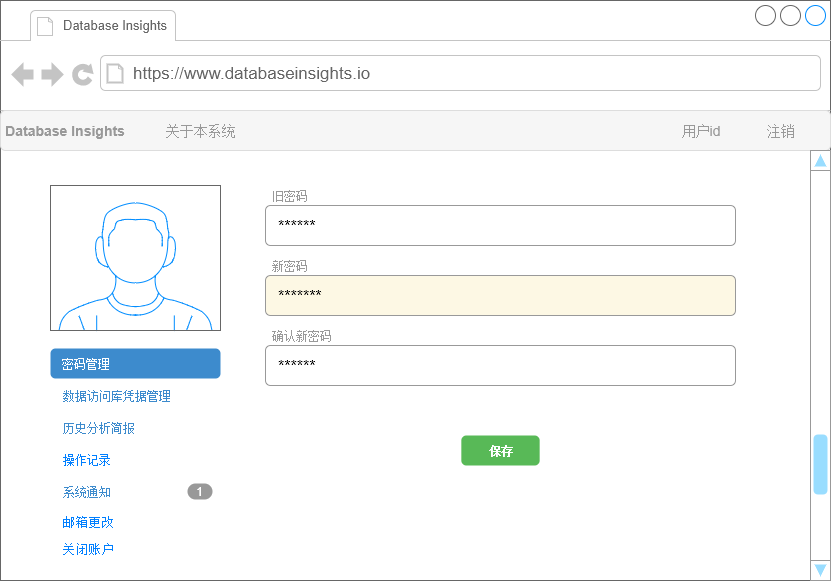 Database Insights
https://www.databaseinsights.io
Database Insights 关于本系统 用户id 注销
旧密码
******
新密码
*******
确认新密码
******
保存
密码管理
数据访问库凭据管理
历史分析简报
操作记录
系统通知 1
邮箱更改
关闭账户